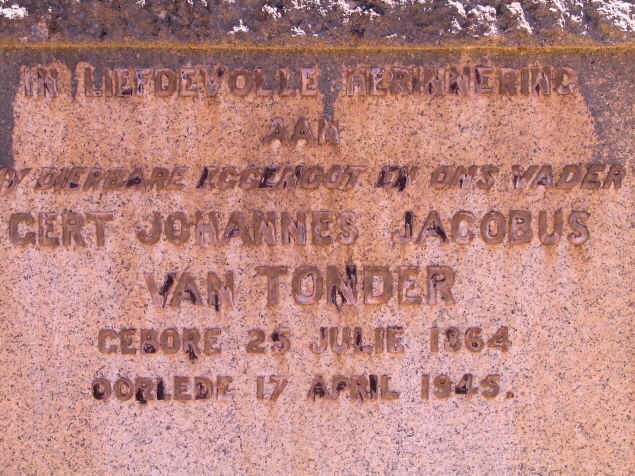 IN LIEFDEVOLLE HERINNERING
AAN
MY DIERBARE EGGENOOT EN ONS VADER
GERT JOHANNES JACOBUS
VAN TONDER
GEBORE 25 JULIE 1864
OORLEDE 17 APRIL 1945.